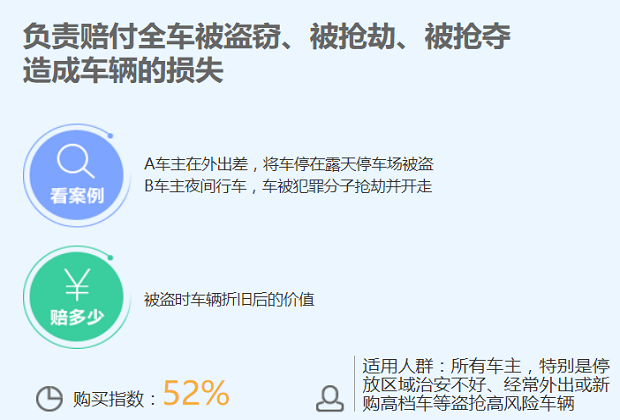 负责赔付全车被盗窃、被抢劫、被抢夺
造成车辆的损失
看案例
A车主在外出差，将车停在露天停车场被盗
B车主夜间行车，车被犯罪分子抢劫并开走
¥
赔多少
被盗时车辆折旧后的价值
购买指数：52%
适用人群：所有车主，特别是停
放区域治安不好、经常外出或新
购高档车等盗抢高风险车辆